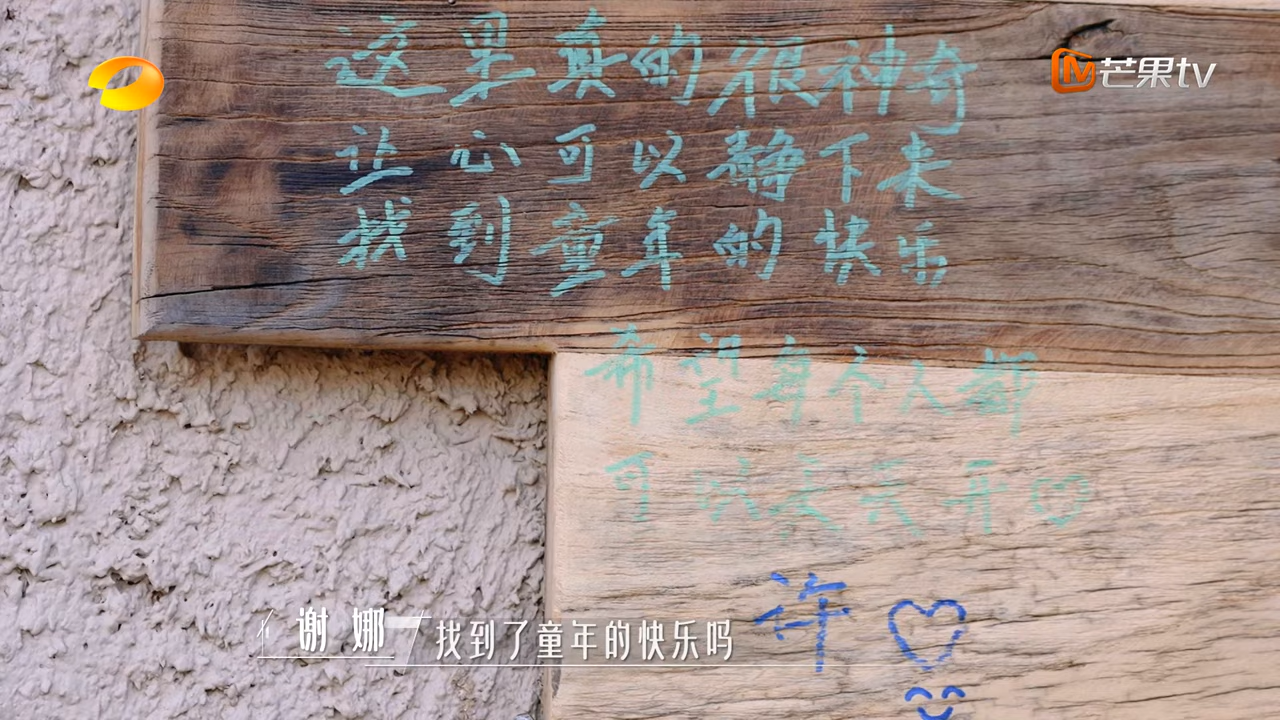 芒果tv
这里真的很神奇
让心可以静下来
找到童年的快乐
希望每个人都
可以天天开♡
许♡
谢娜 找到了童年的快乐吗